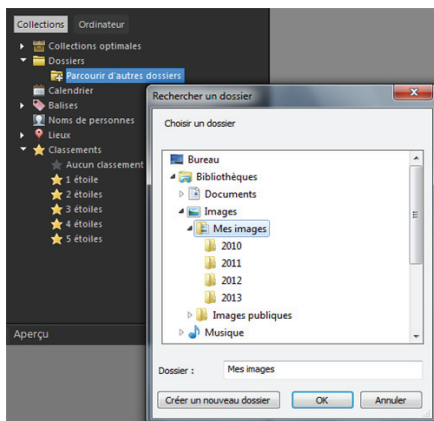 Collections Ordinateur
Collections optimales
Dossiers
Parcourir d'autres dossiers
Calendrier
Balises
Noms de personnes
Lieux
Classements
Aucun classement
1 étoile
2 étoiles
3 étoiles
4 étoiles
5 étoiles
Aperçu
Rechercher un dossier
Choisir un dossier
Bureau
Bibliothèques
Documents
Images
Mes images
2010
2011
2012
2013
Images publiques
Musique
Dossier : Mes images
Créer un nouveau dossier OK Annuler